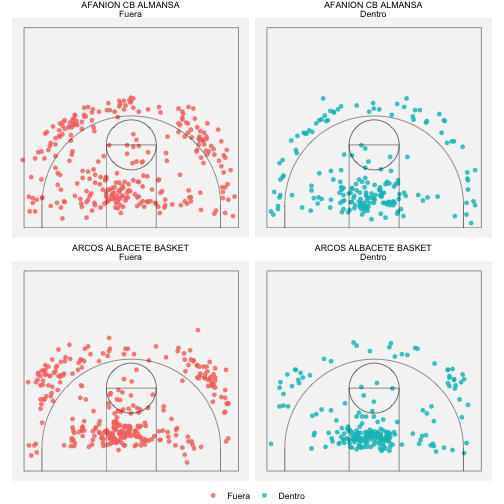 AFANION CB ALMANSA
Fuera
AFANION CB ALMANSA
Dentro
ARCOS ALBACETE BASKET
Fuera
ARCOS ALBACETE BASKET
Dentro
Fuera
Dentro